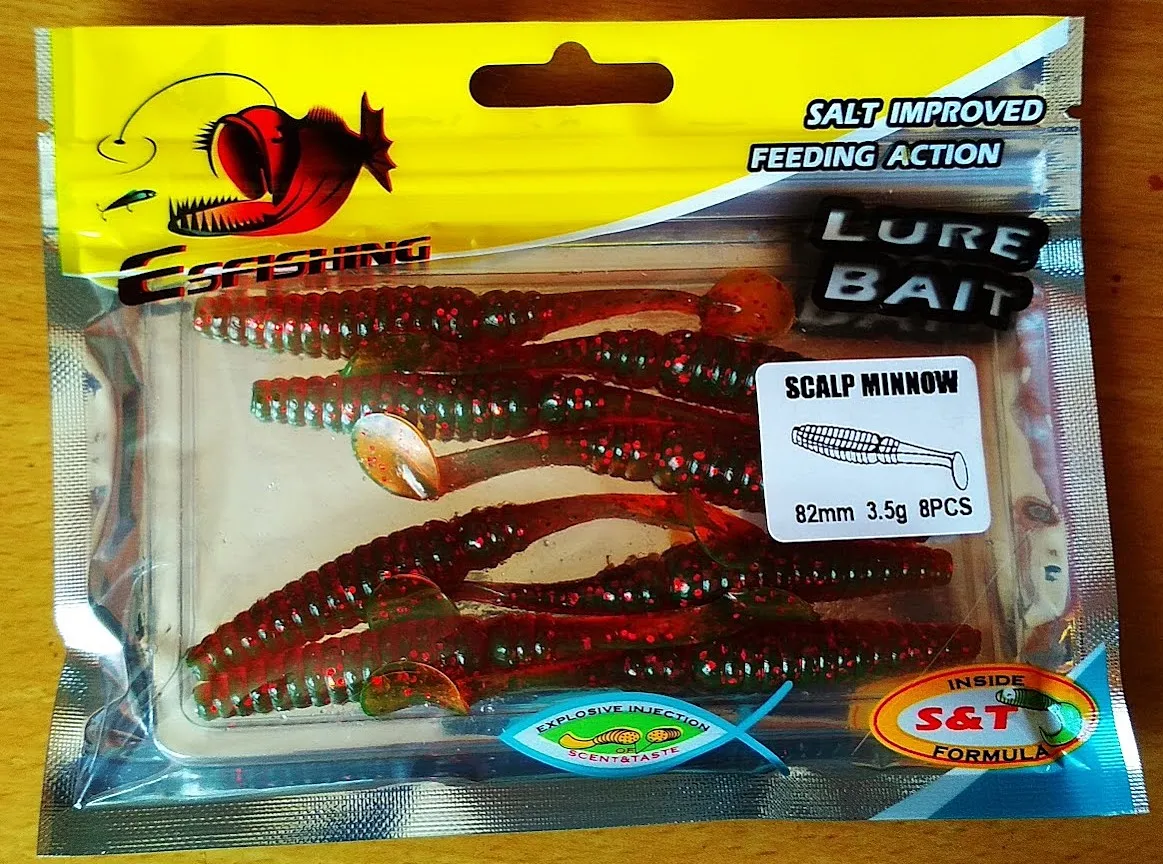 SALT IMPROVED
FEEDING ACTION
LURE
BAIT
ESFISHING
SCALP MINNOW
82mm 3.5g 8PCS
EXPLOSIVE INJECTION
OF
SCENT&TASTE
INSIDE
S&T
FORMULA